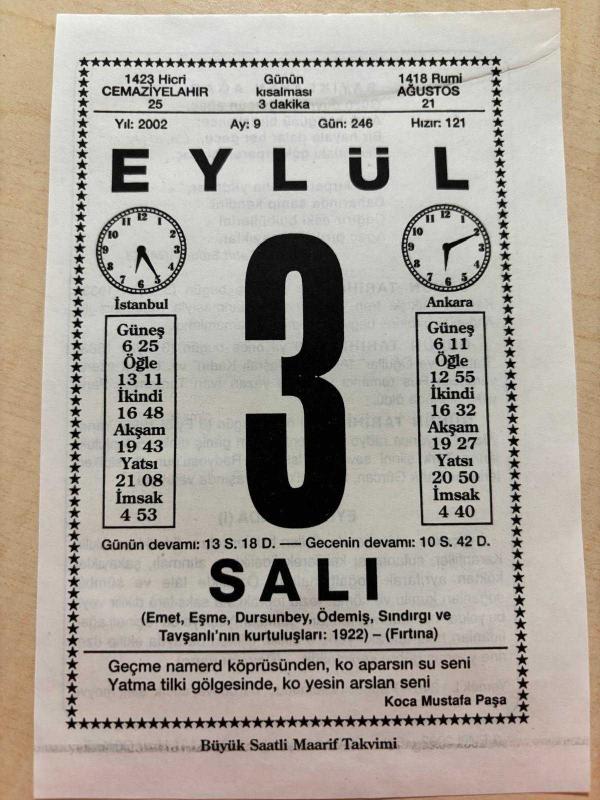 1423 Hicri
CEMAZİYELAHIR
25
Günün
kısalması
3 dakika
1418 Rumi
AĞUSTOS
21
Yıl: 2002 Ay: 9 Gün: 246 Hızır: 121
EYLÜL
3
İstanbul
Güneş
6 25
Öğle
13 11
İkindi
16 48
Akşam
19 43
Yatsı
21 08
İmsak
4 53
Ankara
Güneş
6 11
Öğle
12 55
İkindi
16 32
Akşam
19 27
Yatsı
20 50
İmsak
4 40
Günün devamı: 13 S. 18 D. — Gecenin devamı: 10 S. 42 D.
SALI
(Emet, Eşme, Dursunbey, Ödemiş, Sındırgı ve
Tavşanlı'nın kurtuluşları: 1922) – (Fırtına)
Geçme namerd köprüsünden, ko aparsın su seni
Yatma tilki gölgesinde, ko yesin arslan seni
Koca Mustafa Paşa
Büyük Saatli Maarif Takvimi